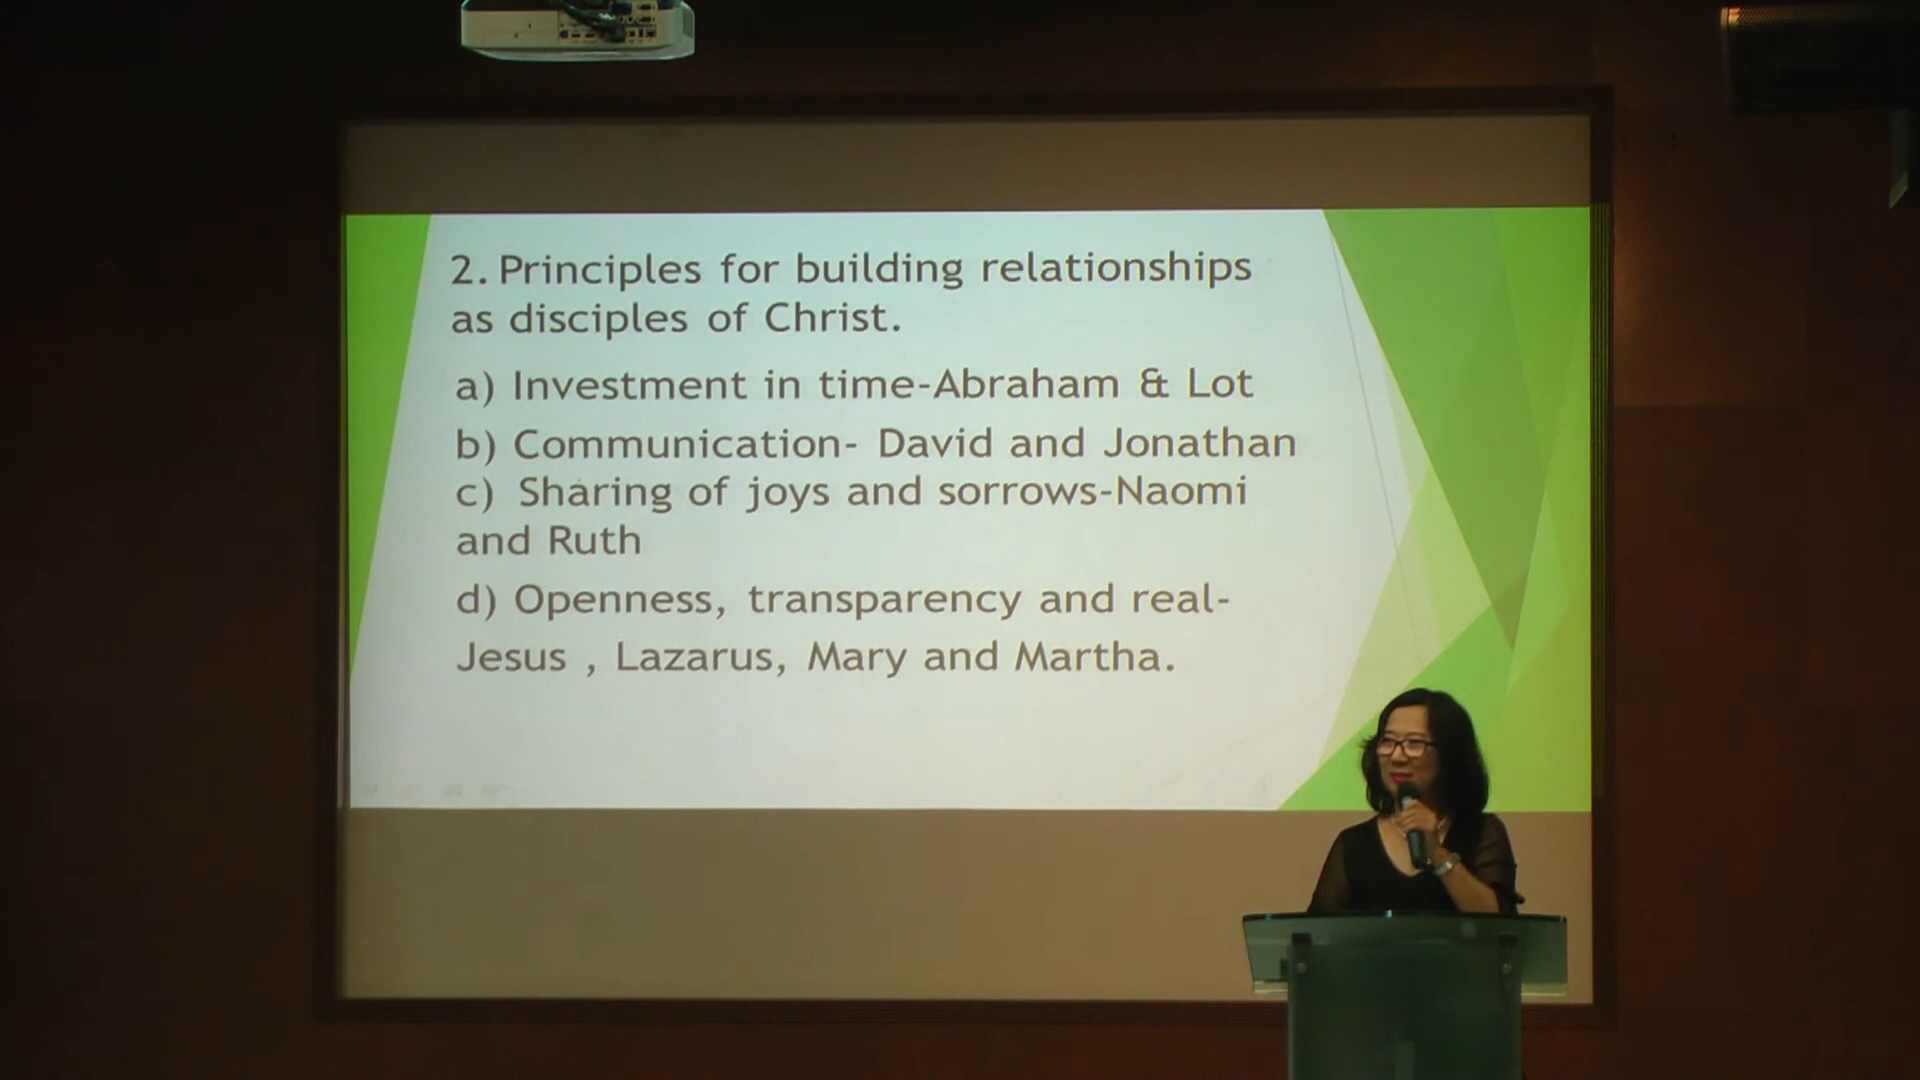 2. Principles for building relationships
as disciples of Christ.
a) Investment in time-Abraham & Lot
b) Communication- David and Jonathan
c) Sharing of joys and sorrows-Naomi
and Ruth
d) Openness, transparency and real-
Jesus , Lazarus, Mary and Martha.